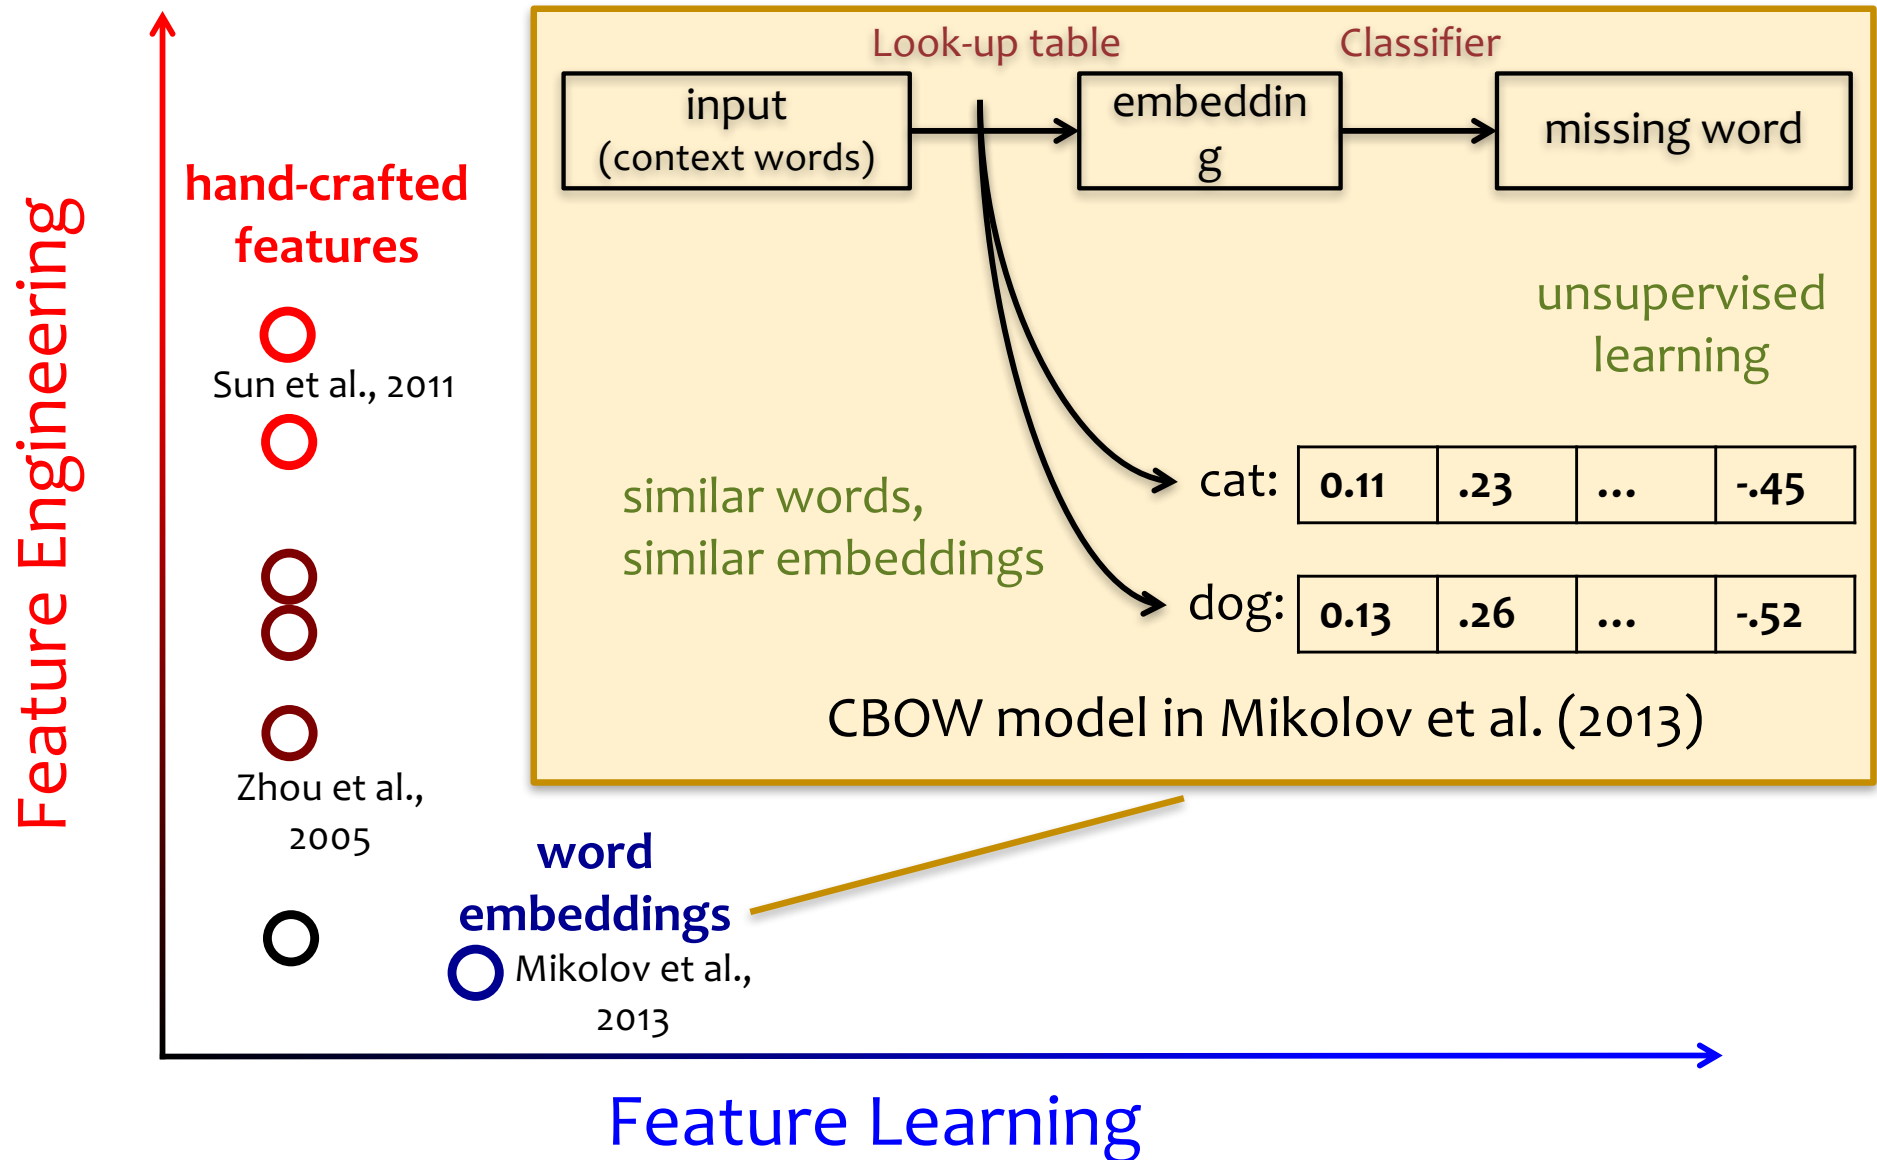 Feature Engineering
hand-crafted
features
Sun et al., 2011
Zhou et al.,
2005
word
embeddings
Mikolov et al.,
2013
Feature Learning
Look-up table
Classifier
input
(context words)
embeddin
g
missing word
unsupervised
learning
similar words,
similar embeddings
cat: 0.11 .23 ... -.45
dog: 0.13 .26 ... -.52
CBOW model in Mikolov et al. (2013)